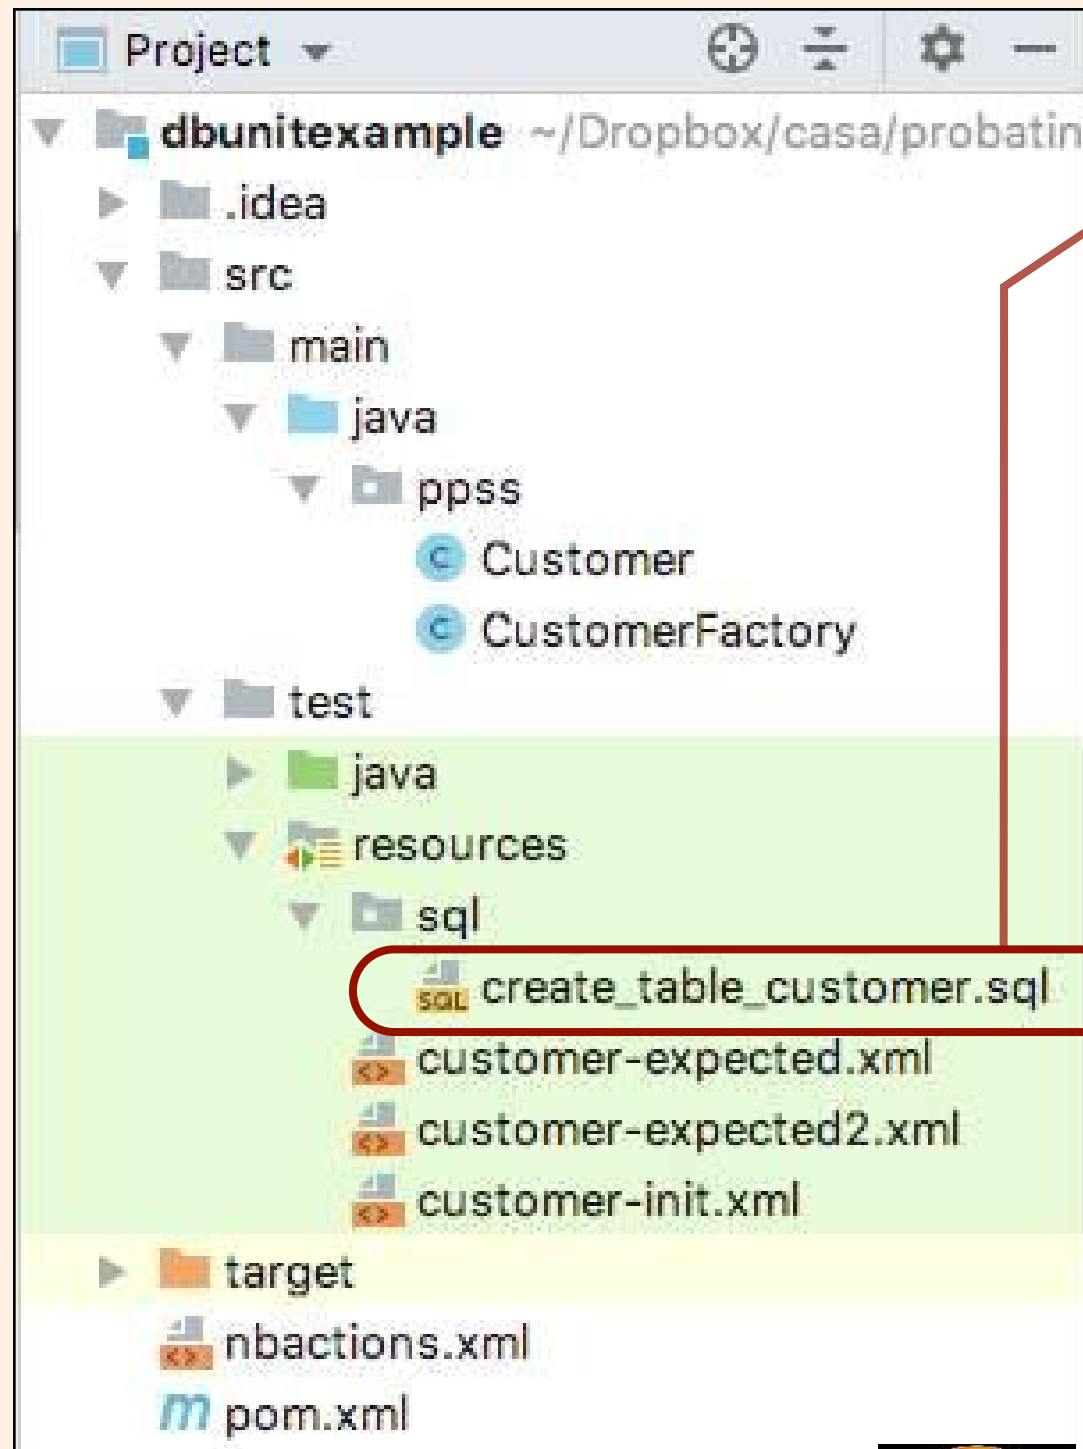 Project
dbunitexample ~/Dropbox/casa/probatin
.idea
src
main
java
ppss
C Customer
C CustomerFactory
test
java
resources
sql
SQL create_table_customer.sql
<> customer-expected.xml
<> customer-expected2.xml
<> customer-init.xml
target
<> nbactions.xml
m pom.xml